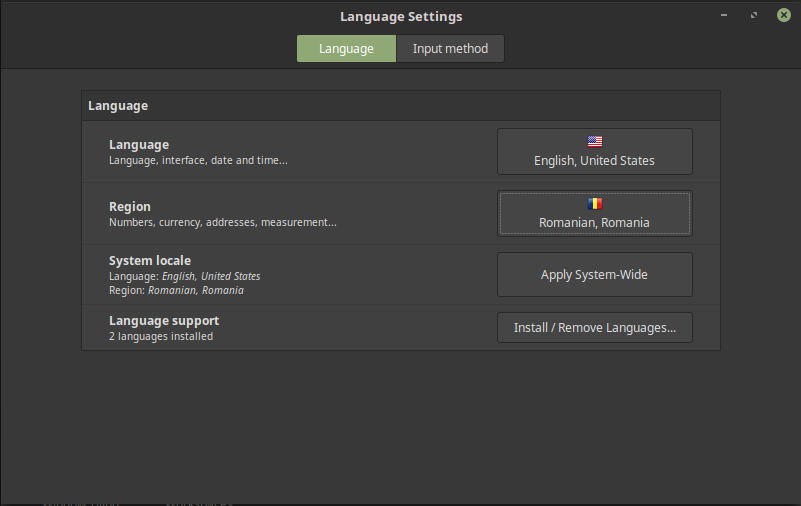 Language Settings
Language
Input method
Language
Language
Language, interface, date and time...
English, United States
Region
Numbers, currency, addresses, measurement...
Romanian, Romania
System locale
Language: English, United States
Region: Romanian, Romania
Apply System-Wide
Language support
2 languages installed
Install / Remove Languages...